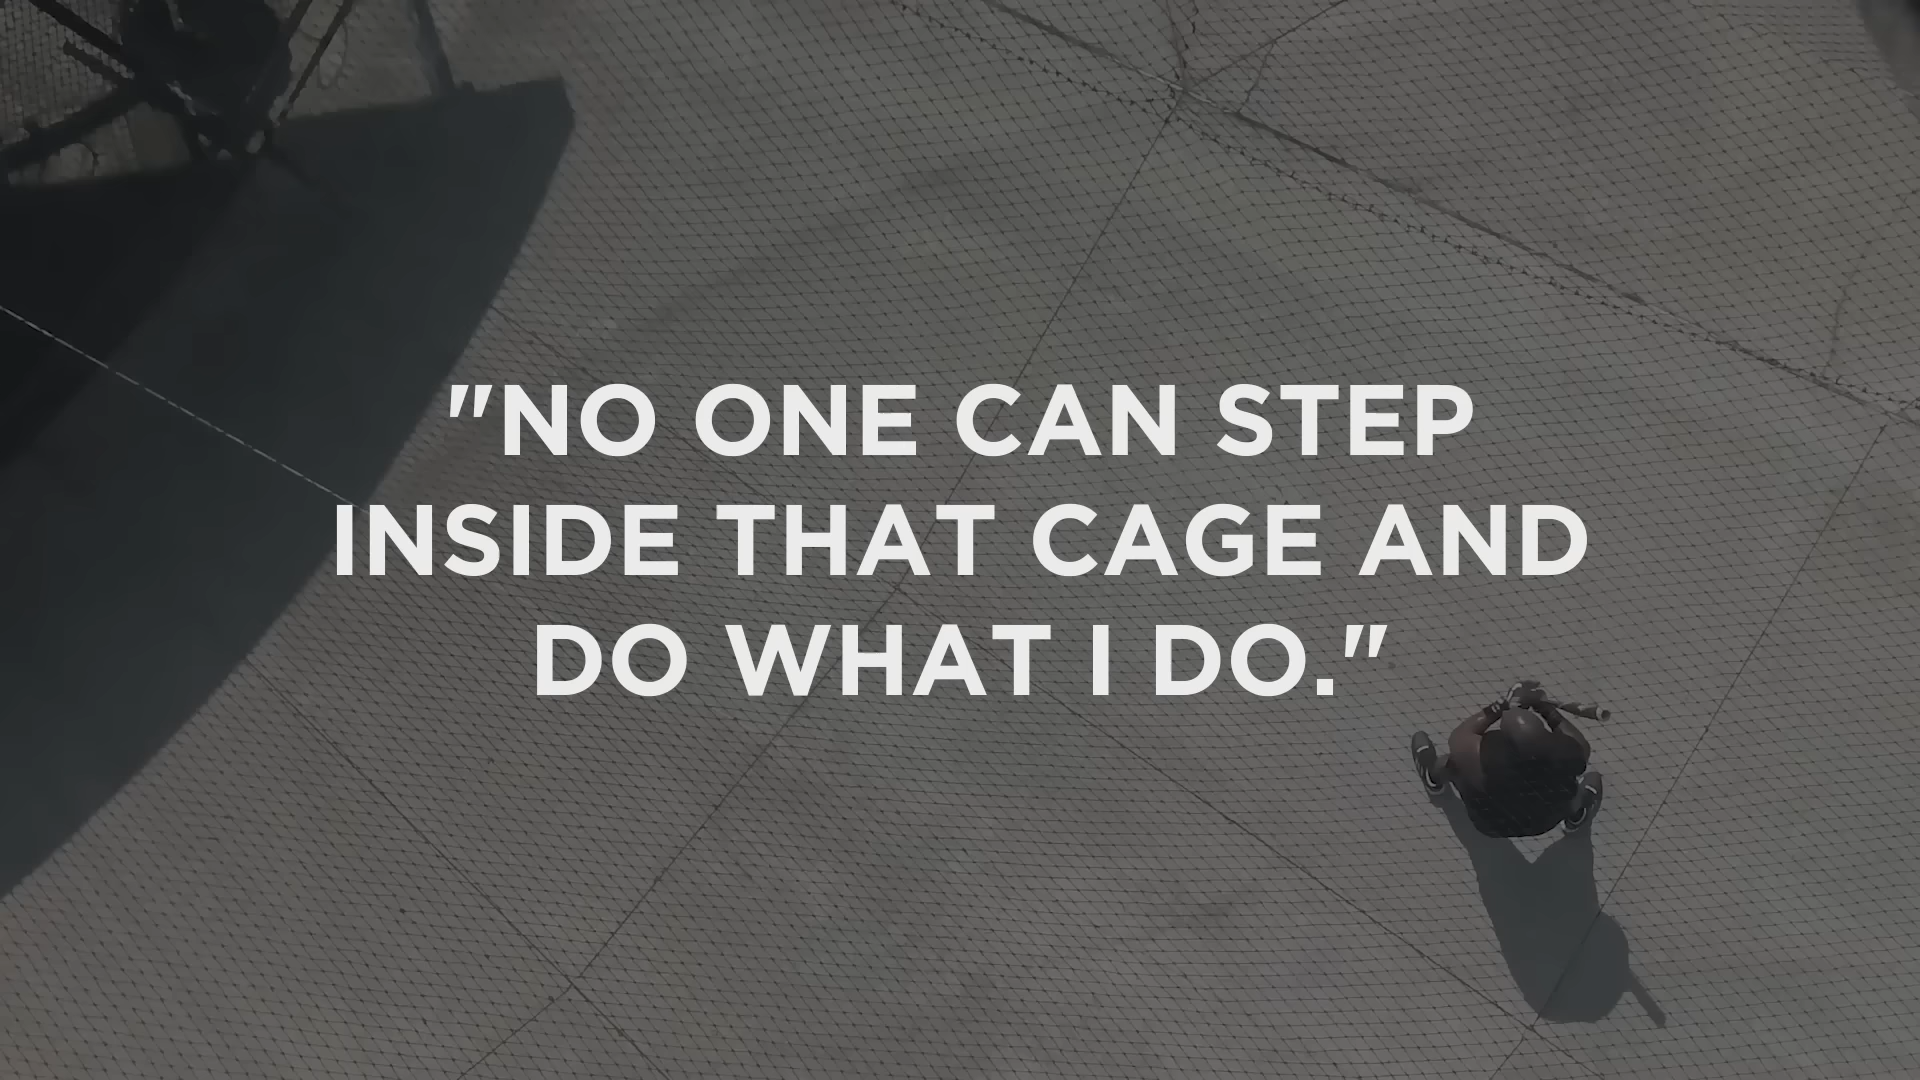 "NO ONE CAN STEP
INSIDE THAT CAGE AND
DO WHAT I DO."